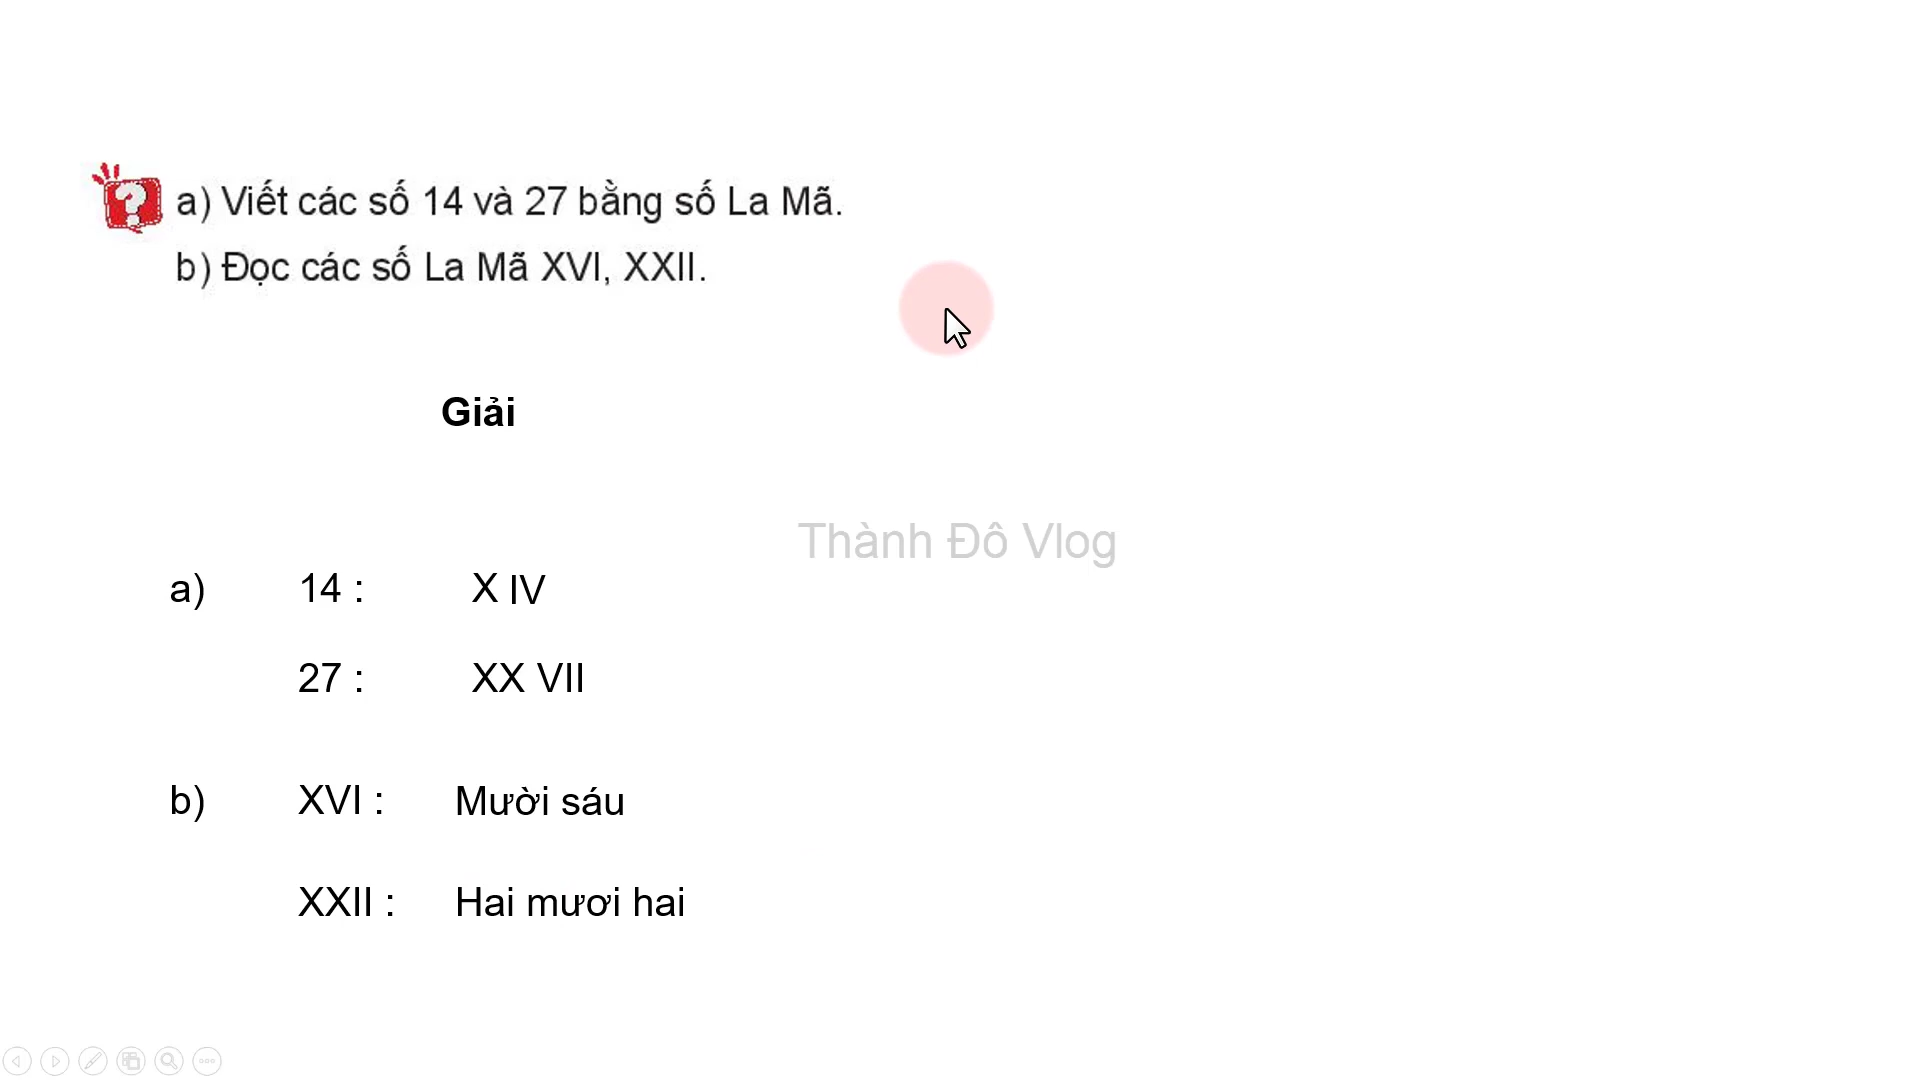 a) Viết các số 14 và 27 bằng số La Mã.
b) Đọc các số La Mã XVI, XXII.
Giải
Thành Đô Vlog
a) 14 : X IV
27 : XX VII
b) XVI : Mười sáu
XXII : Hai mươi hai